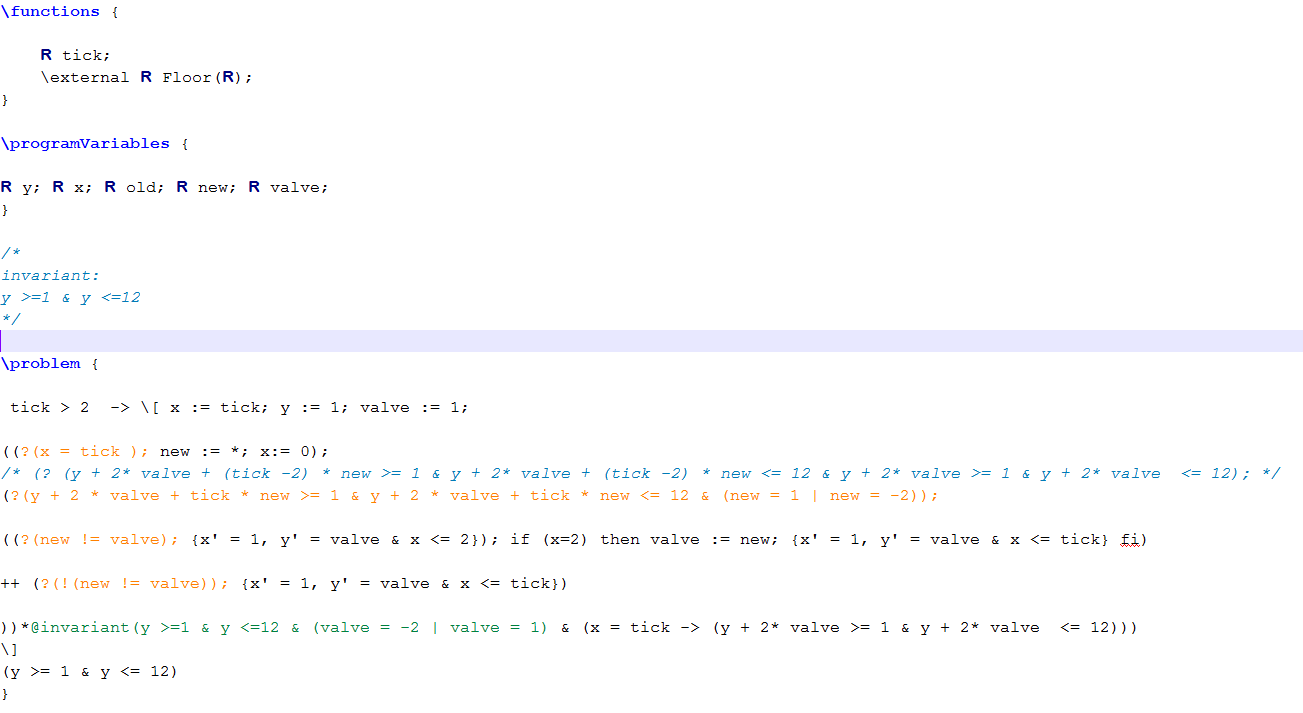 \functions {
R tick;
\external R Floor(R);
}
\programVariables {
R y; R x; R old; R new; R valve;
}
/*
invariant:
y >=1 & y <=12
*/
\problem {
tick > 2  -> \[ x := tick; y := 1; valve := 1;
((?(x = tick ); new := *; x:= 0);
/* (? (y + 2* valve + (tick -2) * new >= 1 & y + 2* valve + (tick -2) * new <= 12 & y + 2* valve >= 1 & y + 2* valve  <= 12); */
(?(y + 2 * valve + tick * new >= 1 & y + 2 * valve + tick * new <= 12 & (new = 1 | new = -2));
((?(new != valve); {x' = 1, y' = valve & x <= 2}); if (x=2) then valve := new; {x' = 1, y' = valve & x <= tick} fi)
++ (?(!(new != valve)); {x' = 1, y' = valve & x <= tick})
))*@invariant(y >=1 & y <=12 & (valve = -2 | valve = 1) & (x = tick -> (y + 2* valve >= 1 & y + 2* valve  <= 12)))
\]
(y >= 1 & y <= 12)
}